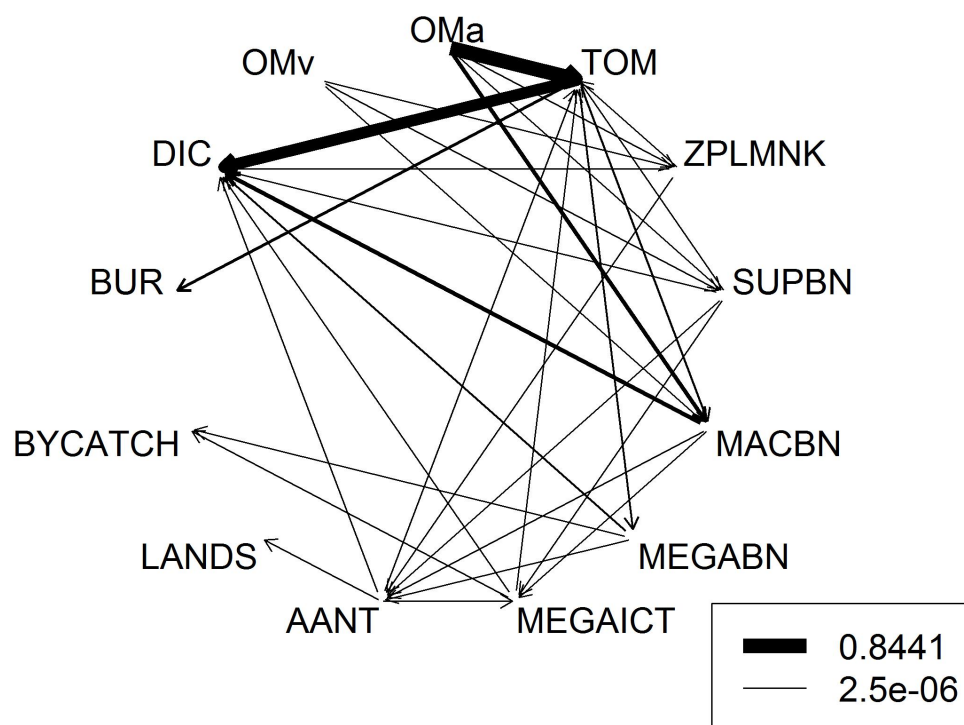 OMa
OMv
TOM
DIC
ZPLMNK
BUR
SUPBN
BYCATCH
MACBN
LANDS
MEGABN
AANT
MEGAICT
0.8441
2.5e-06